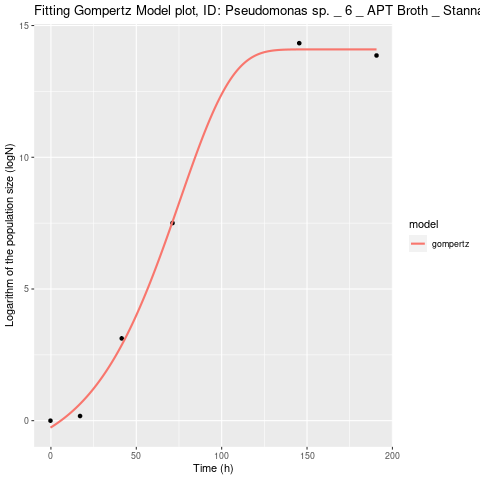 Fitting Gompertz Model plot, ID: Pseudomonas sp. _ 6 _ APT Broth _
Logarithm of the population size (logN)
15
10
5
0
0 50 100 150 200
Time (h)
model
gompertz